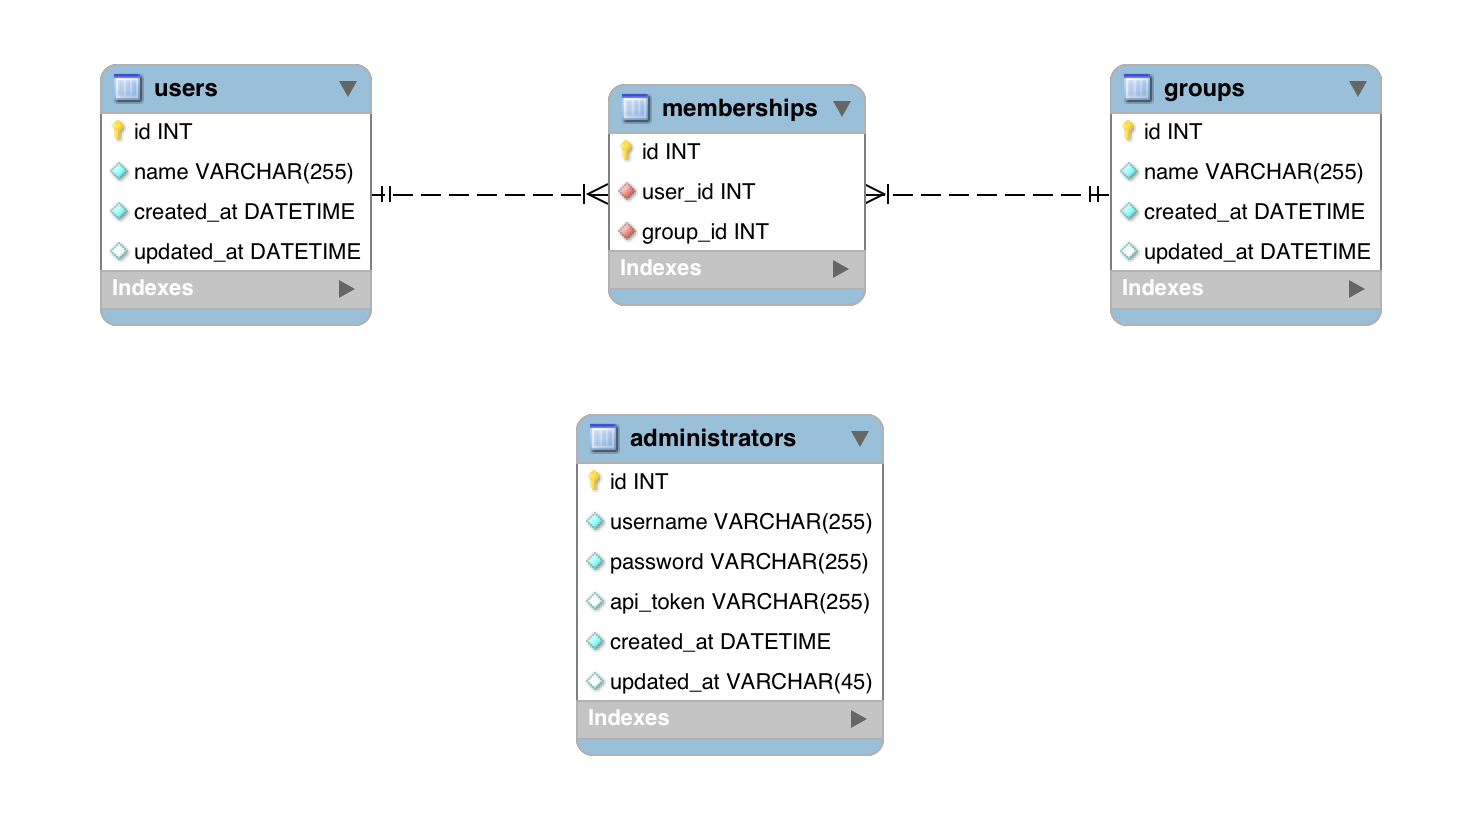 users
id INT
name VARCHAR(255)
created_at DATETIME
updated_at DATETIME
Indexes
memberships
id INT
user_id INT
group_id INT
Indexes
groups
id INT
name VARCHAR(255)
created_at DATETIME
updated_at DATETIME
Indexes
administrators
id INT
username VARCHAR(255)
password VARCHAR(255)
api_token VARCHAR(255)
created_at DATETIME
updated_at VARCHAR(45)
Indexes